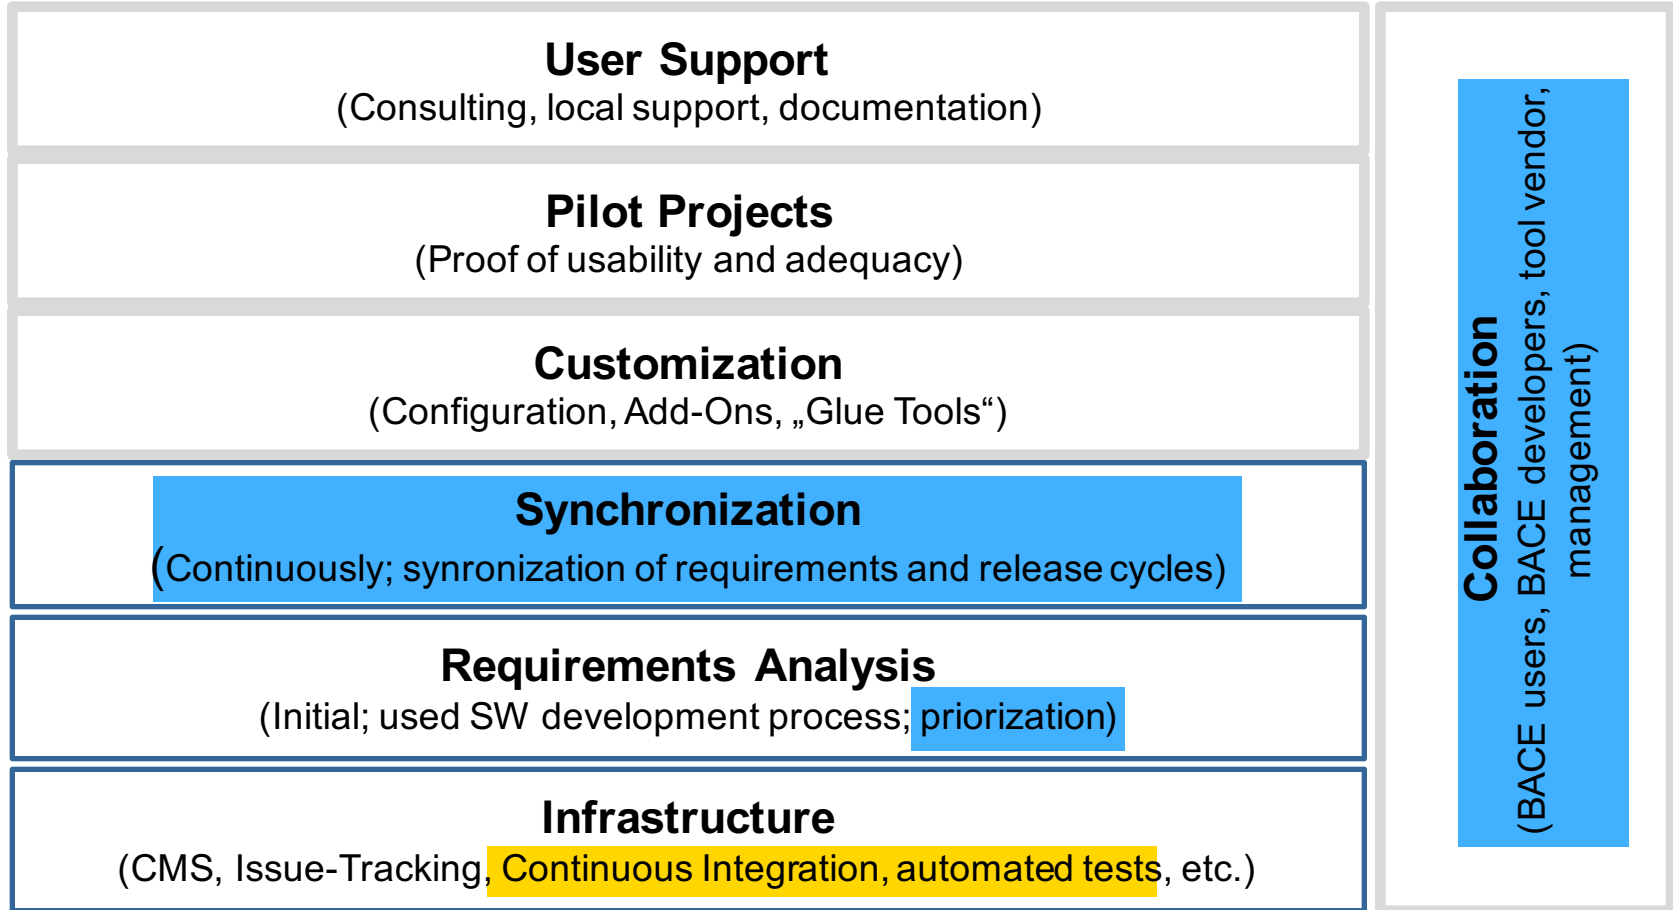 User Support
(Consulting, local support, documentation)
Pilot Projects
(Proof of usability and adequacy)
Customization
(Configuration, Add-Ons, „Glue Tools“)
Synchronization
(Continuously; synronization of requirements and release cycles)
Requirements Analysis
(Initial; used SW development process; priorization)
Infrastructure
(CMS, Issue-Tracking, Continuous Integration, automated tests, etc.)
Collaboration
(BACE users, BACE developers, tool vendor,
management)